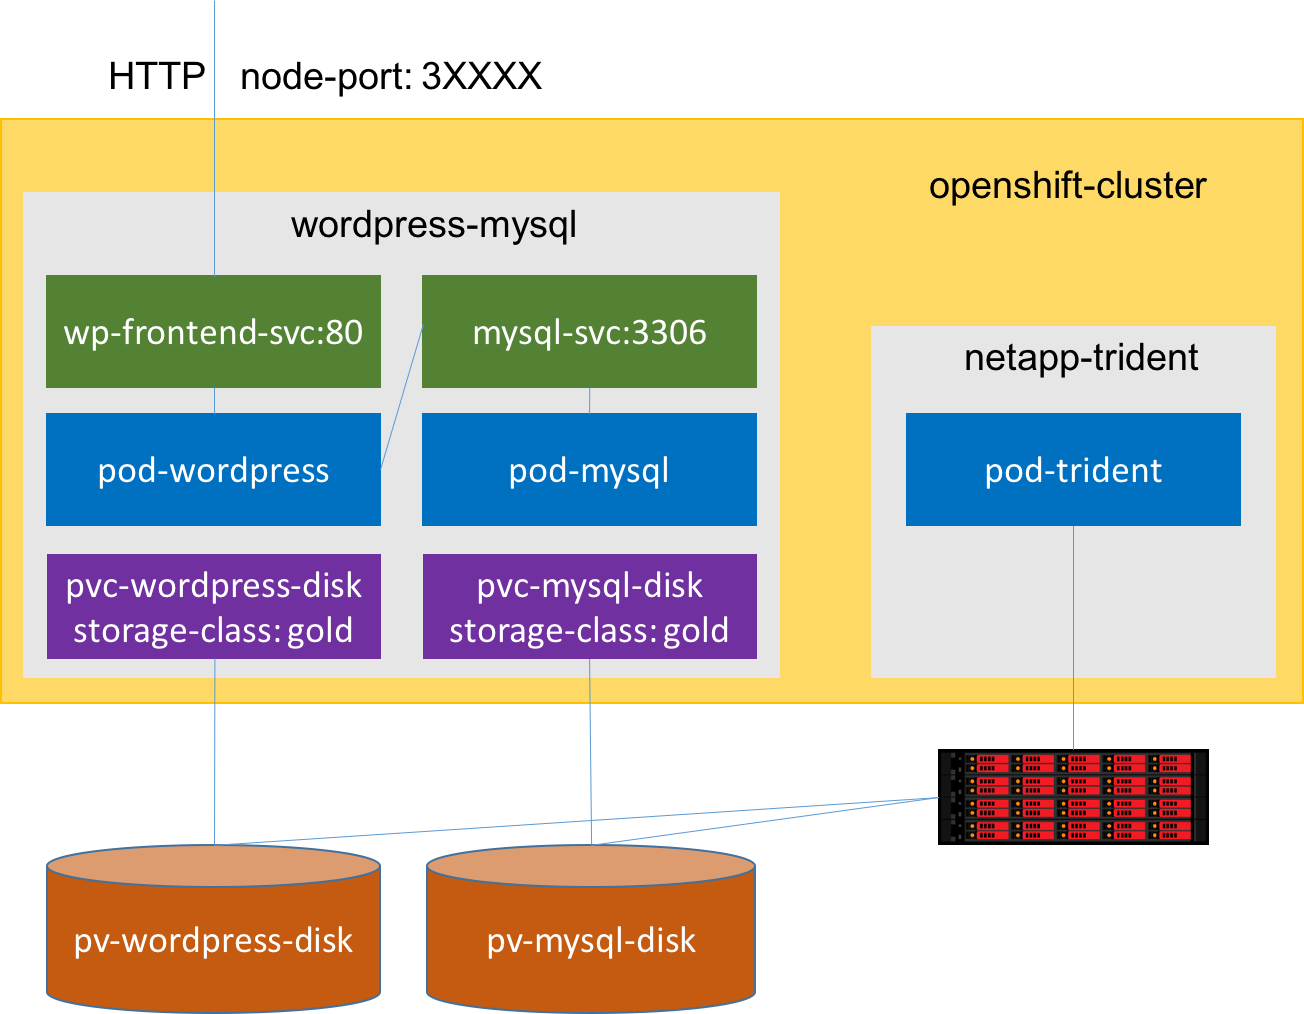 HTTP node-port: 3XXXX
openshift-cluster
wordpress-mysql
wp-frontend-svc:80
mysql-svc:3306
netapp-trident
pod-wordpress
pod-mysql
pod-trident
pvc-wordpress-disk
storage-class: gold
pvc-mysql-disk
storage-class: gold
pv-wordpress-disk
pv-mysql-disk